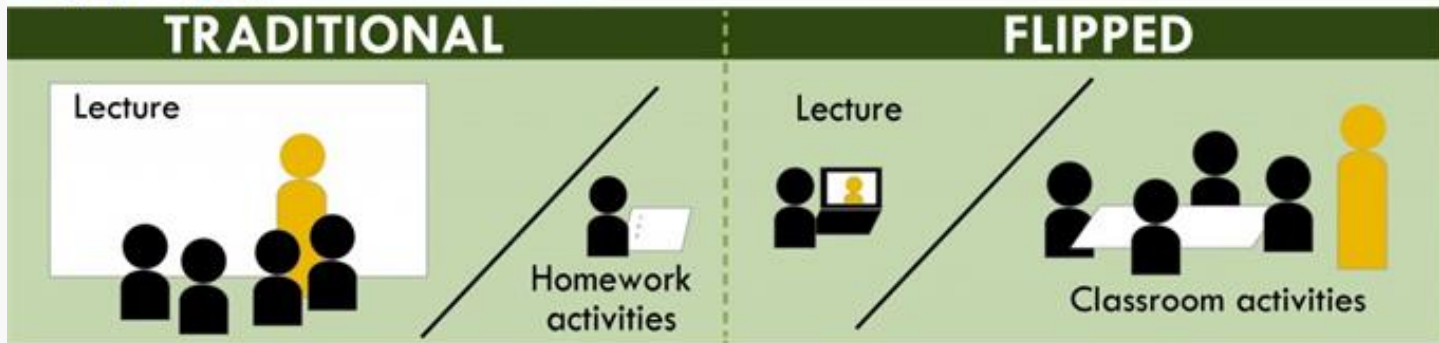 TRADITIONAL
Lecture
Homework
activities
FLIPPED
Lecture
Classroom activities